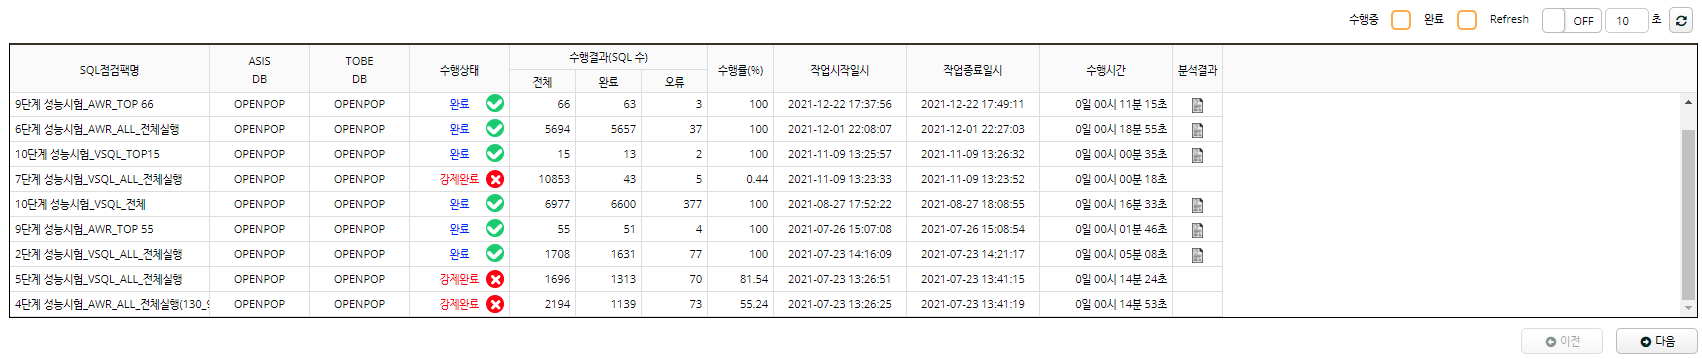 수행중 완료 Refresh OFF 10 초
SQL점검팩명 ASIS DB TOBE DB 수행상태 수행결과(SQL 수) 전체 완료 오류 수행률(%) 작업시작일시 작업종료일시 수행시간 분석결과
9단계 성능시험_AWR_TOP 66 OPENPOP OPENPOP 완료 66 63 3 100 2021-12-22 17:37:56 2021-12-22 17:49:11 0일 00시 11분 15초
6단계 성능시험_AWR_ALL_전체실행 OPENPOP OPENPOP 완료 5694 5657 37 100 2021-12-01 22:08:07 2021-12-01 22:27:03 0일 00시 18분 55초
10단계 성능시험_VSQL_TOP15 OPENPOP OPENPOP 완료 15 13 2 100 2021-11-09 13:25:57 2021-11-09 13:26:32 0일 00시 00분 35초
7단계 성능시험_VSQL_ALL_전체실행 OPENPOP OPENPOP 강제완료 10853 43 5 0.44 2021-11-09 13:23:33 2021-11-09 13:23:52 0일 00시 00분 18초
10단계 성능시험_VSQL_전체 OPENPOP OPENPOP 완료 6977 6600 377 100 2021-08-27 17:52:22 2021-08-27 18:08:55 0일 00시 16분 33초
9단계 성능시험_AWR_TOP 55 OPENPOP OPENPOP 완료 55 51 4 100 2021-07-26 15:07:08 2021-07-26 15:08:54 0일 00시 01분 46초
2단계 성능시험_VSQL_ALL_전체실행 OPENPOP OPENPOP 완료 1708 1631 77 100 2021-07-23 14:16:09 2021-07-23 14:21:17 0일 00시 05분 08초
5단계 성능시험_VSQL_ALL_전체실행 OPENPOP OPENPOP 강제완료 1696 1313 70 81.54 2021-07-23 13:26:51 2021-07-23 13:41:15 0일 00시 14분 24초
4단계 성능시험_AWR_ALL_전체실행(130_9 OPENPOP OPENPOP 강제완료 2194 1139 73 55.24 2021-07-23 13:26:25 2021-07-23 13:41:19 0일 00시 14분 53초
이전 다음